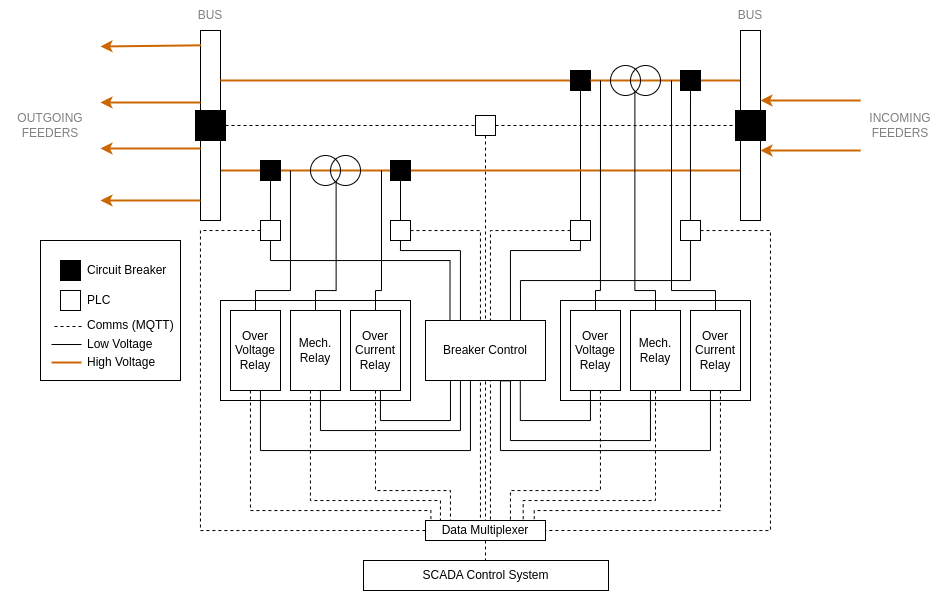 BUS
BUS
OUTGOING
FEEDERS
INCOMING
FEEDERS
Circuit Breaker
PLC
Comms (MQTT)
Low Voltage
High Voltage
Over
Voltage
Relay
Mech.
Relay
Over
Current
Relay
Breaker Control
Over
Voltage
Relay
Mech.
Relay
Over
Current
Relay
Data Multiplexer
SCADA Control System